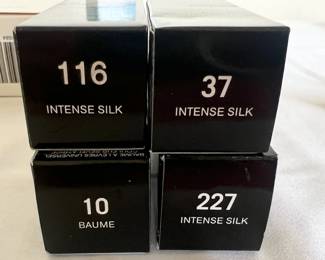 116
INTENSE SILK
37
INTENSE SILK
10
BAUME
227
INTENSE SILK